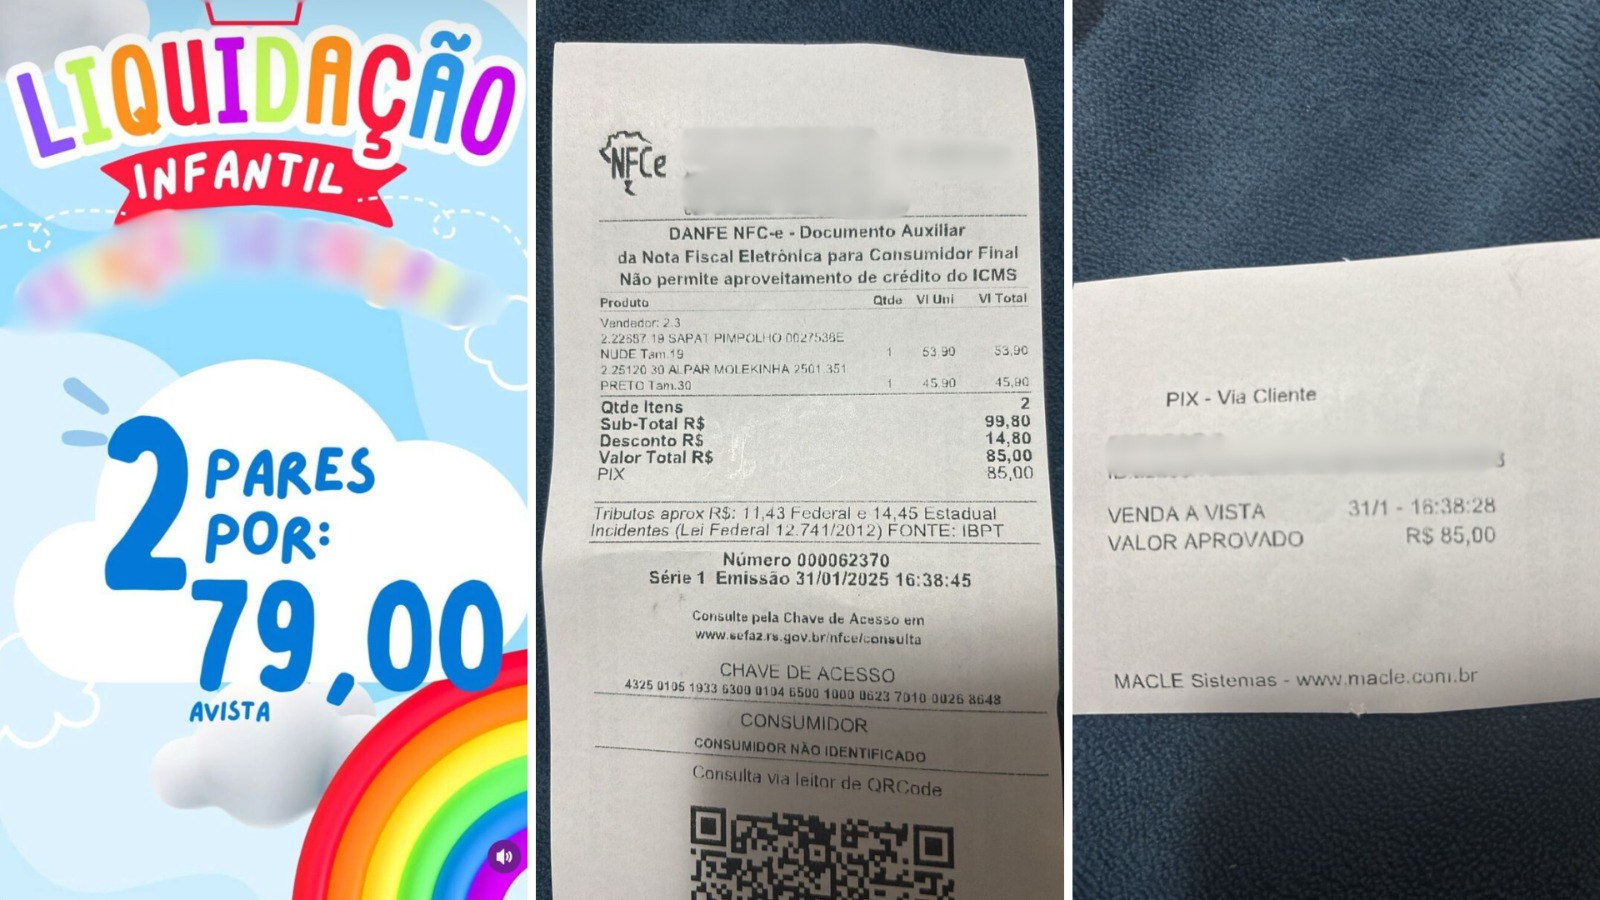 LIQUIDAÇÃO
INFANTIL
2 PARES
POR:
79,00
AVISTA
NFCe
DANFE NFC-e - Documento Auxiliar
da Nota Fiscal Eletrônica para Consumidor Final
Não permite aproveitamento de crédito do ICMS
Produto Qtde Vl Uni Vl Total
Vendedor: 2.3
2.22687.19 SAPAT PIMPOLHO 0027538E
NUDE Tam.19 1 53,90 53,90
2.25120.30 ALPAR MOLEKINHA 2501.351
PRETO Tam.30 1 45,90 45,90
Qtde Itens 2
Sub-Total R$ 99,80
Desconto R$ 14,80
Valor Total R$ 85,00
PIX 85,00
Tributos aprox R$: 11,43 Federal e 14,45 Estadual
Incidentes (Lei Federal 12.741/2012) FONTE: IBPT
Número 000062370
Série 1 Emissão 31/01/2025 16:38:45
Consulte pela Chave de Acesso em
www.sefaz.rs.gov.br/nfce/consulta
CHAVE DE ACESSO
4325 0105 1933 6300 0104 6500 1000 0623 7010 0026 8648
CONSUMIDOR
CONSUMIDOR NÃO IDENTIFICADO
Consulta via leitor de QRCode
PIX - Via Cliente
VENDA A VISTA 31/1 - 16:38:28
VALOR APROVADO R$ 85,00
MACLE Sistemas - www.macle.com.br